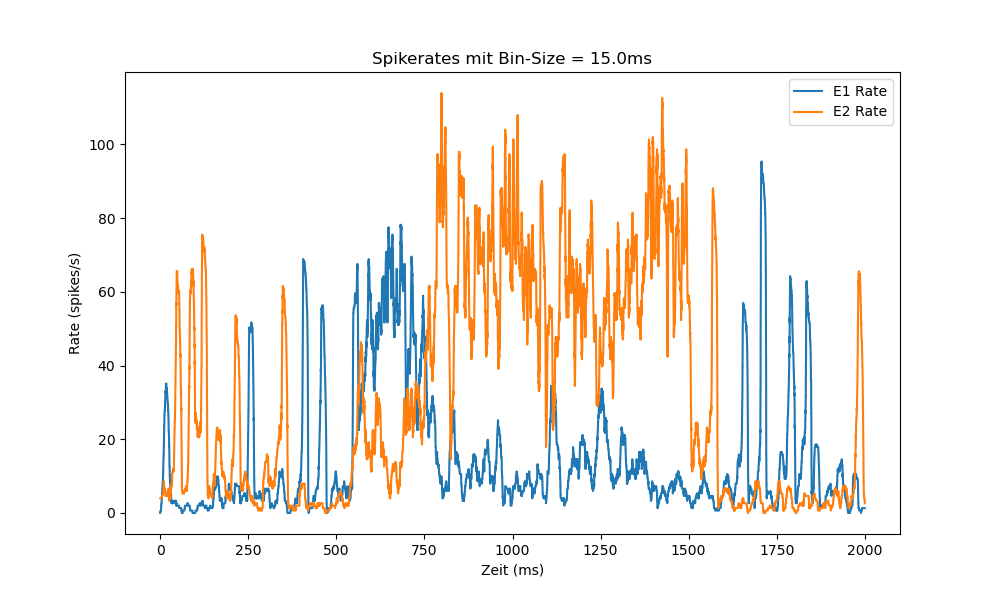 Spikerates mit Bin-Size = 15.0ms
E1 Rate
E2 Rate
Rate (spikes/s)
100
80
60
40
20
0
0 250 500 750 1000 1250 1500 1750 2000
Zeit (ms)